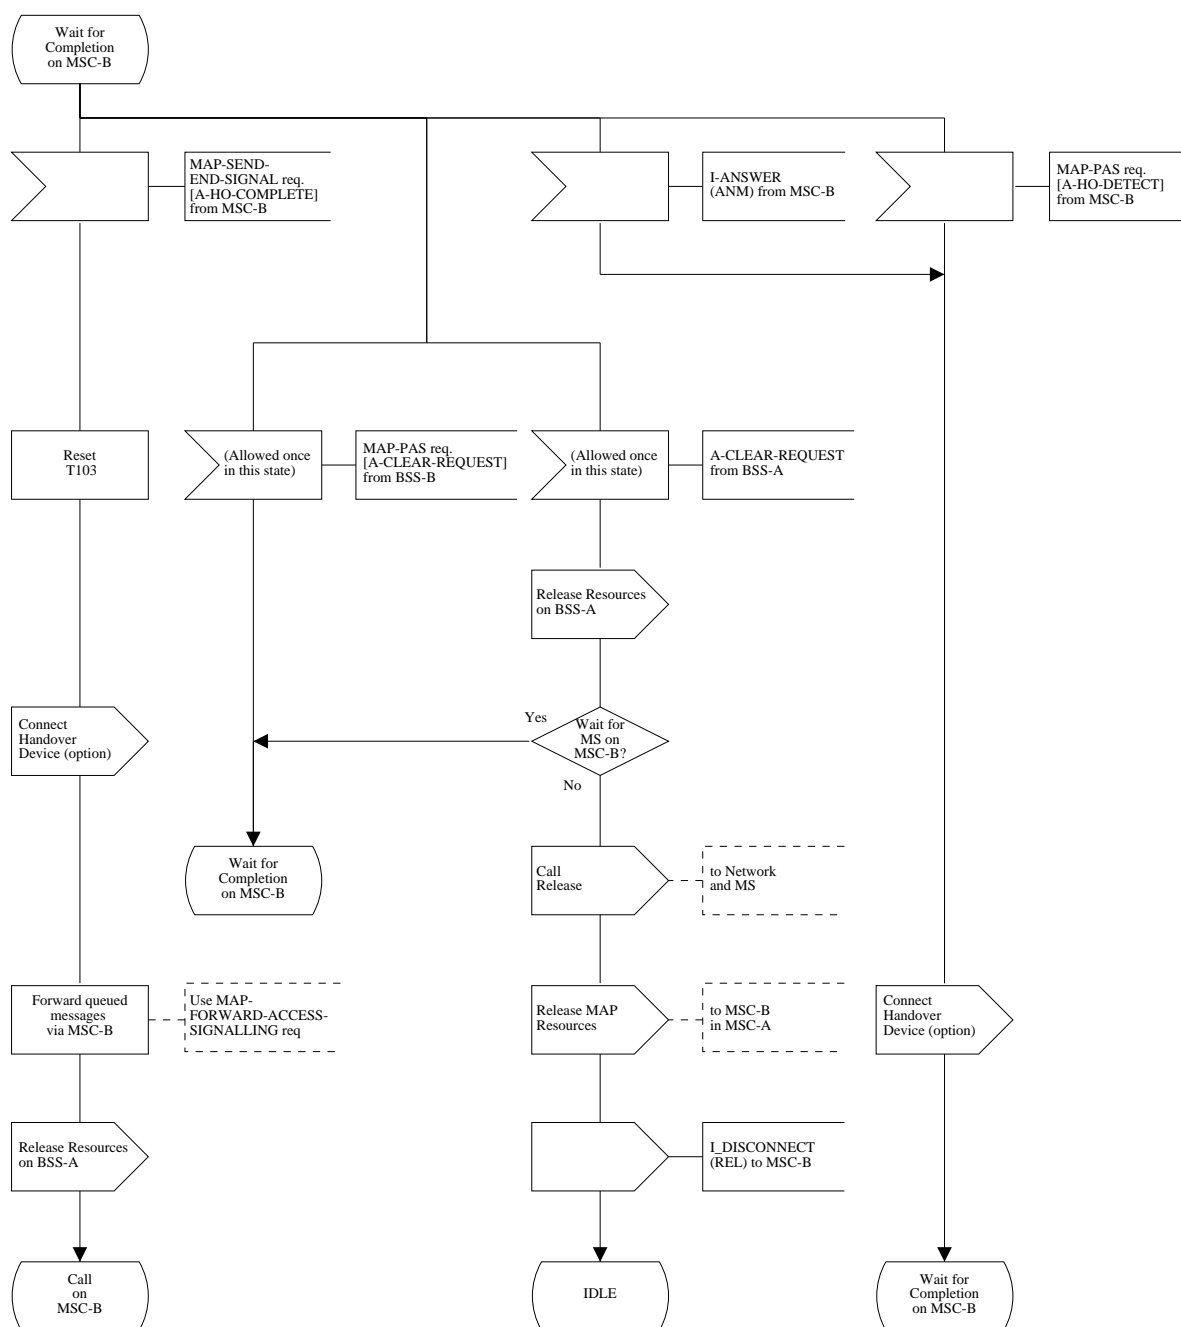 Wait for
Completion
on MSC-B
MAP-SEND-
END-SIGNAL req.
[A-HO-COMPLETE]
from MSC-B
I-ANSWER
(ANM) from MSC-B
MAP-PAS req.
[A-HO-DETECT]
from MSC-B
Reset
T103
(Allowed once
in this state)
MAP-PAS req.
[A-CLEAR-REQUEST]
from BSS-B
(Allowed once
in this state)
A-CLEAR-REQUEST
from BSS-A
Release Resources
on BSS-A
Connect
Handover
Device (option)
Yes
Wait for
MS on
MSC-B?
No
Wait for
Completion
on MSC-B
Call
Release
to Network
and MS
Forward queued
messages
via MSC-B
Use MAP-
FORWARD-ACCESS-
SIGNALLING req
Release MAP
Resources
to MSC-B
in MSC-A
Connect
Handover
Device (option)
Release Resources
on BSS-A
I_DISCONNECT
(REL) to MSC-B
Call
on
MSC-B
IDLE
Wait for
Completion
on MSC-B